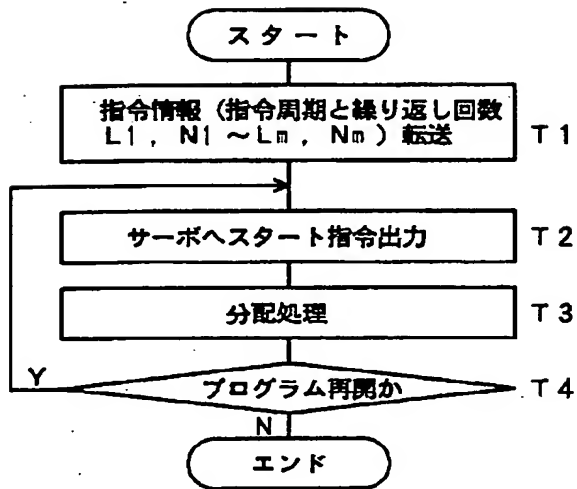 スタート
指令情報（指令周期と繰り返し回数
L1，N1～Lm，Nm）転送
T1
サーボへスタート指令出力
T2
分配処理
T3
Y
プログラム再開か
T4
N
エンド